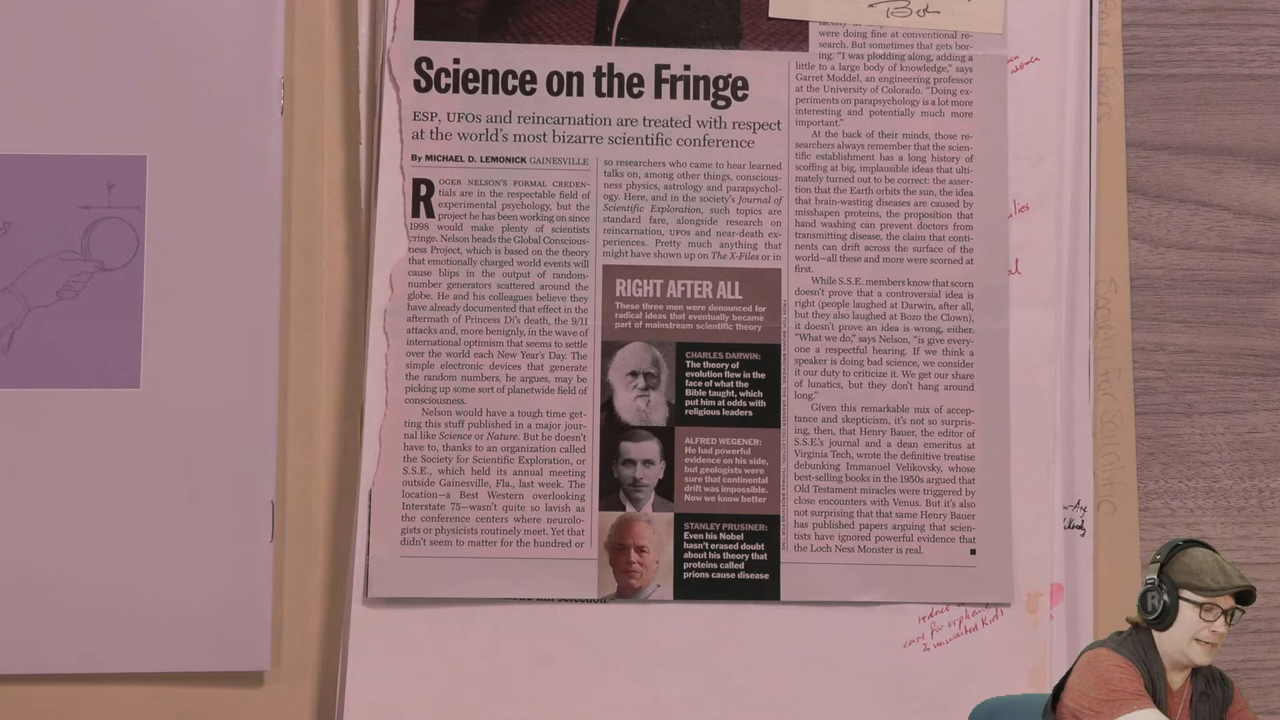 Bob
Science on the Fringe
ESP, UFOs and reincarnation are treated with respect
at the world's most bizarre scientific conference
By MICHAEL D. LEMONICK GAINESVILLE
ROGER NELSON'S FORMAL CREDEN-
tials are in the respectable field of
experimental psychology, but the
project he has been working on since
1998 would make plenty of scientists
cringe. Nelson heads the Global Conscious-
ness Project, which is based on the theory
that emotionally charged world events will
cause blips in the output of random-
number generators scattered around the
globe. He and his colleagues believe they
have already documented that effect in the
aftermath of Princess Di's death, the 9/11
attacks and, more benignly, in the wave of
international optimism that seems to settle
over the world each New Year's Day. The
simple electronic devices that generate
the random numbers, he argues, may be
picking up some sort of planetwide field of
consciousness.
Nelson would have a tough time get-
ting this stuff published in a major jour-
nal like Science or Nature. But he doesn't
have to, thanks to an organization called
the Society for Scientific Exploration, or
S.S.E., which held its annual meeting
outside Gainesville, Fla., last week. The
location—a Best Western overlooking
Interstate 75—wasn't quite so lavish as
the conference centers where neurolo-
gists or physicists routinely meet. Yet that
didn't seem to matter for the hundred or
so researchers who came to hear learned
talks on, among other things, conscious-
ness physics, astrology and parapsychol-
ogy. Here, and in the society's Journal of
Scientific Exploration, such topics are
standard fare, alongside research on
reincarnation, UFOs and near-death ex-
periences. Pretty much anything that
might have shown up on The X-Files or in
RIGHT AFTER ALL
These three men were denounced for
radical ideas that eventually became
part of mainstream scientific theory
CHARLES DARWIN:
The theory of
evolution flew in the
face of what the
Bible taught, which
put him at odds with
religious leaders
ALFRED WEGENER:
He had powerful
evidence on his side,
but geologists were
sure that continental
drift was impossible.
Now we know better
STANLEY PRUSINER:
Even his Nobel
hasn't erased doubt
about his theory that
proteins called
prions cause disease
were doing fine at conventional re-
search. But sometimes that gets bor-
ing. "I was plodding along, adding a
little to a large body of knowledge," says
Garret Moddel, an engineering professor
at the University of Colorado. "Doing ex-
periments on parapsychology is a lot more
interesting and potentially much more
important."
At the back of their minds, those re-
searchers always remember that the scien-
tific establishment has a long history of
scoffing at big, implausible ideas that ulti-
mately turned out to be correct: the asser-
tion that the Earth orbits the sun, the idea
that brain-wasting diseases are caused by
misshapen proteins, the proposition that
hand washing can prevent doctors from
transmitting disease, the claim that conti-
nents can drift across the surface of the
world—all these and more were scorned at
first.
While S.S.E. members know that scorn
doesn't prove that a controversial idea is
right (people laughed at Darwin, after all,
but they also laughed at Bozo the Clown),
it doesn't prove an idea is wrong, either.
"What we do," says Nelson, "is give every-
one a respectful hearing. If we think a
speaker is doing bad science, we consider
it our duty to criticize it. We get our share
of lunatics, but they don't hang around
long."
Given this remarkable mix of accep-
tance and skepticism, it's not so surpris-
ing, then, that Henry Bauer, the editor of
S.S.E.'s journal and a dean emeritus at
Virginia Tech, wrote the definitive treatise
debunking Immanuel Velikovsky, whose
best-selling books in the 1950s argued that
Old Testament miracles were triggered by
close encounters with Venus. But it's also
not surprising that that same Henry Bauer
has published papers arguing that scien-
tists have ignored powerful evidence that
the Loch Ness Monster is real.
reduce
care for orphans
& unwanted kids
R